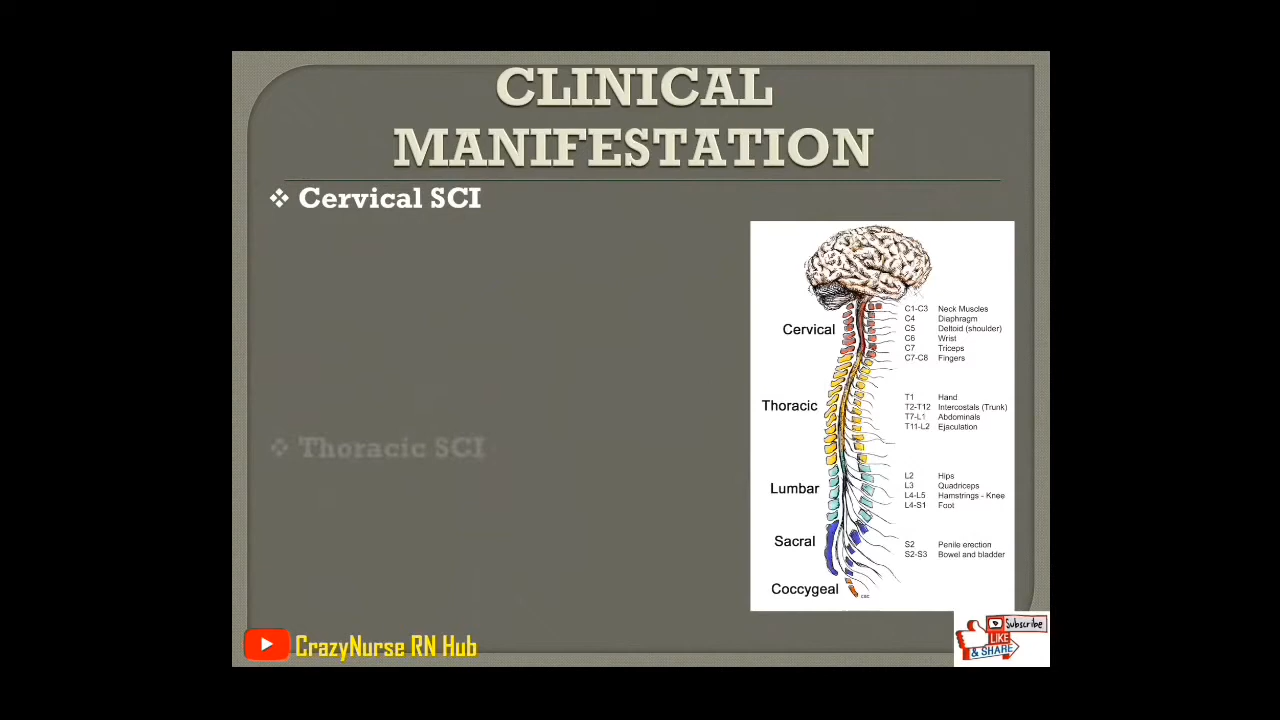 CLINICAL
MANIFESTATION
❖ Cervical SCI
❖ Thoracic SCI
Cervical
C1-C3 Neck Muscles
C4 Diaphragm
C5 Deltoid (shoulder)
C6 Wrist
C7 Triceps
C7-C8 Fingers
Thoracic
T1 Hand
T2-T12 Intercostals (Trunk)
T7-L1 Abdominals
T11-L2 Ejaculation
Lumbar
L2 Hips
L3 Quadriceps
L4-L5 Hamstrings - Knee
L4-S1 Foot
Sacral
S2 Penile erection
S2-S3 Bowel and bladder
Coccygeal
CrazyNurse RN Hub
Subscribe
LIKE
& SHARE